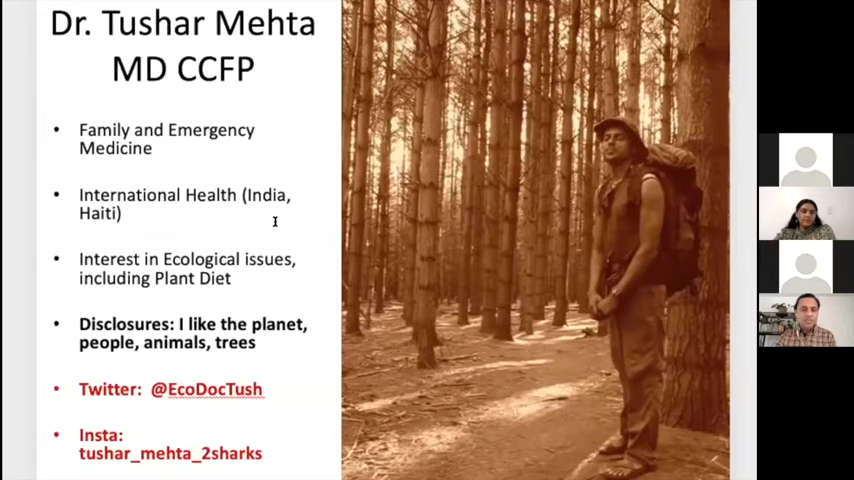 Dr. Tushar Mehta
MD CCFP
• Family and Emergency
Medicine
• International Health (India,
Haiti)
• Interest in Ecological issues,
including Plant Diet
• Disclosures: I like the planet,
people, animals, trees
• Twitter: @EcoDocTush
• Insta:
tushar_mehta_2sharks